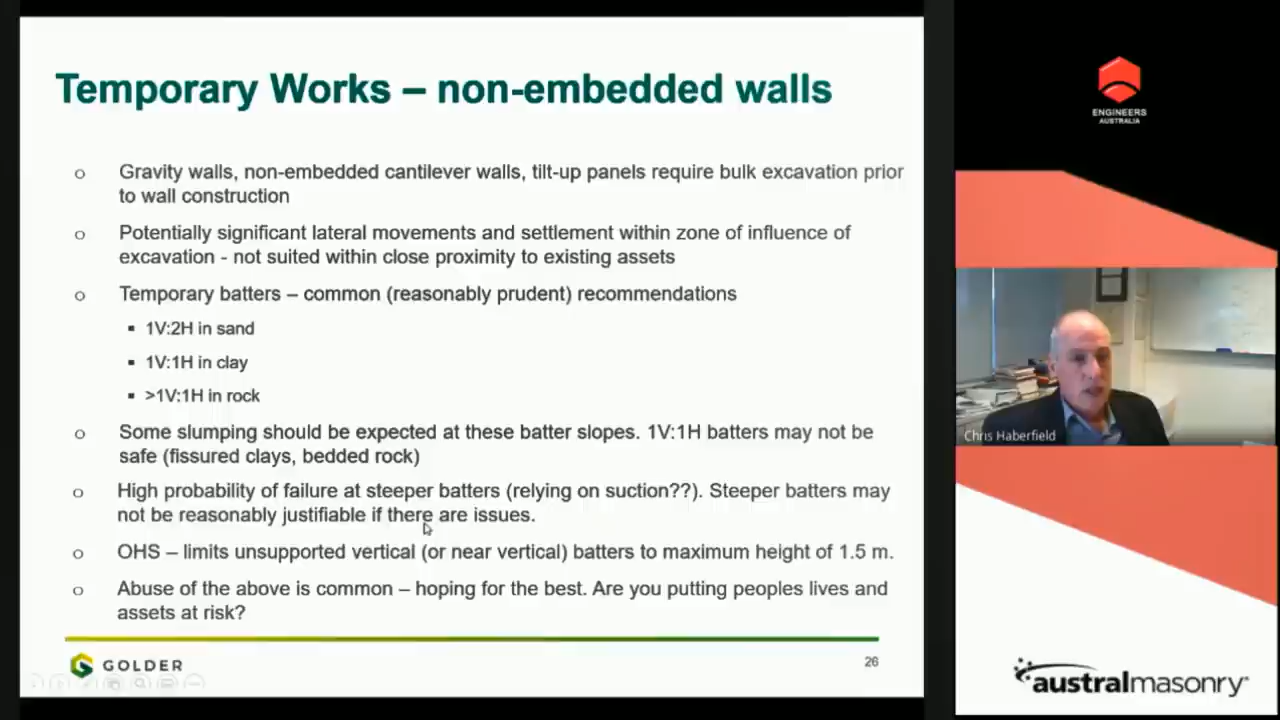 Temporary Works – non-embedded walls
o Gravity walls, non-embedded cantilever walls, tilt-up panels require bulk excavation prior
to wall construction
o Potentially significant lateral movements and settlement within zone of influence of
excavation - not suited within close proximity to existing assets
o Temporary batters – common (reasonably prudent) recommendations
▪ 1V:2H in sand
▪ 1V:1H in clay
▪ >1V:1H in rock
o Some slumping should be expected at these batter slopes. 1V:1H batters may not be
safe (fissured clays, bedded rock)
o High probability of failure at steeper batters (relying on suction??). Steeper batters may
not be reasonably justifiable if there are issues.
o OHS – limits unsupported vertical (or near vertical) batters to maximum height of 1.5 m.
o Abuse of the above is common – hoping for the best. Are you putting peoples lives and
assets at risk?
GOLDER
26
ENGINEERS
AUSTRALIA
Chris Haberfield
australmasonry